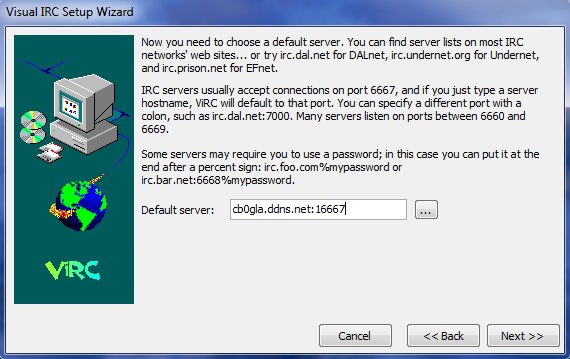 Visual IRC Setup Wizard
Now you need to choose a default server. You can find server lists on most IRC
networks' web sites... or try irc.dal.net for DALnet, irc.undernet.org for Undernet,
and irc.prison.net for EFnet.
IRC servers usually accept connections on port 6667, and if you just type a server
hostname, ViRC will default to that port. You can specify a different port with a
colon, such as irc.dal.net:7000. Many servers listen on ports between 6660 and
6669.
Some servers may require you to use a password; in this case you can put it at the
end after a percent sign: irc.foo.com%mypassword or
irc.bar.net:6668%mypassword.
Default server:
cb0gla.ddns.net:16667
...
ViRC
Cancel
<< Back
Next >>